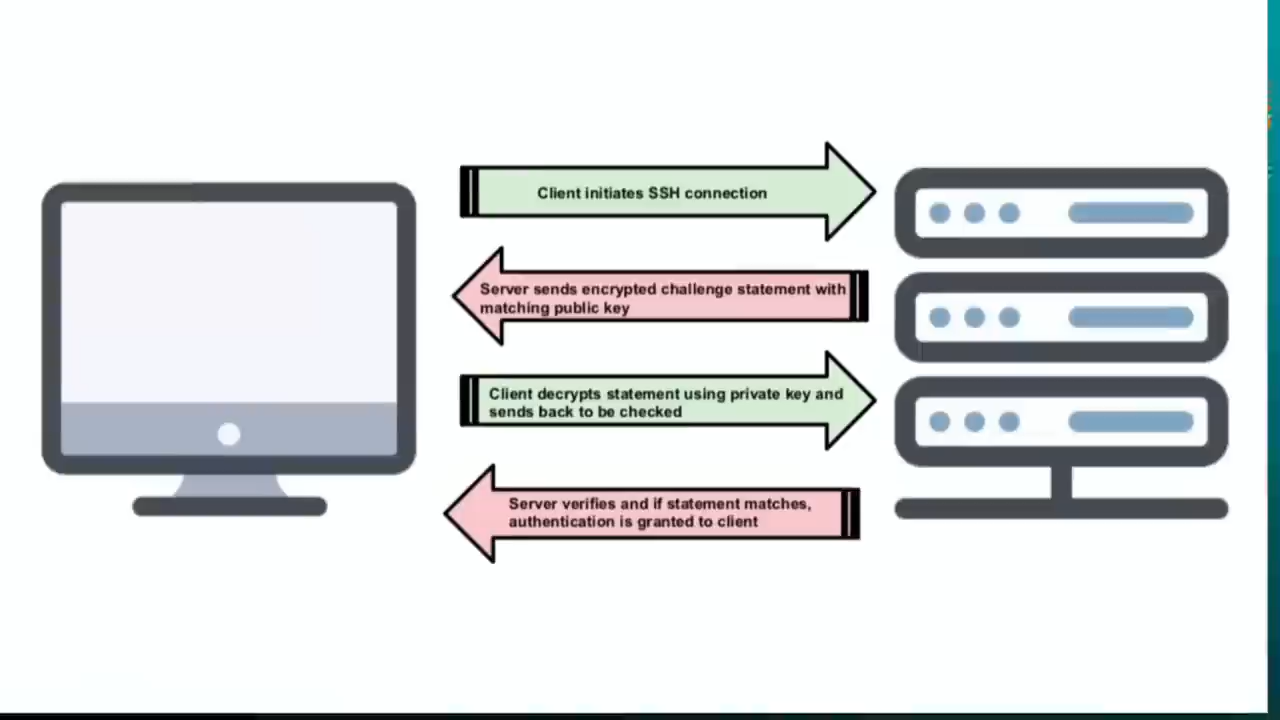 Client initiates SSH connection
Server sends encrypted challenge statement with
matching public key
Client decrypts statement using private key and
sends back to be checked
Server verifies and if statement matches,
authentication is granted to client